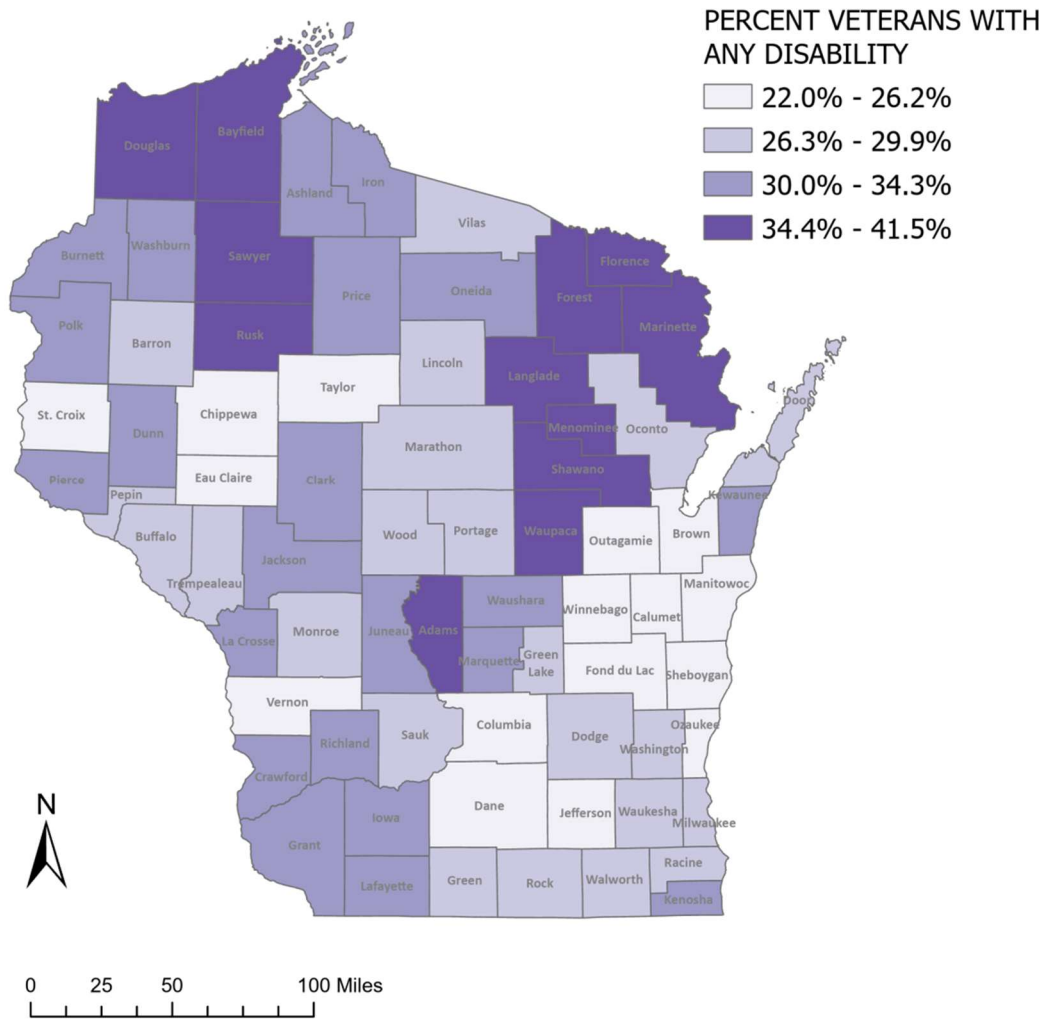 PERCENT VETERANS WITH
ANY DISABILITY
22.0% - 26.2%
26.3% - 29.9%
30.0% - 34.3%
34.4% - 41.5%
Douglas
Bayfield
Ashland
Iron
Vilas
Burnett
Washburn
Sawyer
Price
Oneida
Forest
Florence
Marinette
Polk
Barron
Rusk
Lincoln
Langlade
Taylor
St. Croix
Chippewa
Dunn
Marathon
Menominee
Oconto
Door
Pierce
Eau Claire
Clark
Shawano
Pepin
Kewaunee
Buffalo
Wood
Portage
Waupaca
Outagamie
Brown
Jackson
Trempealeau
Manitowoc
La Crosse
Monroe
Juneau
Adams
Waushara
Winnebago
Calumet
Marquette
Green
Lake
Fond du Lac
Sheboygan
Vernon
Richland
Sauk
Columbia
Dodge
Washington
Ozaukee
Crawford
Dane
Jefferson
Waukesha
Milwaukee
Iowa
Grant
Lafayette
Green
Rock
Walworth
Racine
Kenosha
N
0 25 50 100 Miles